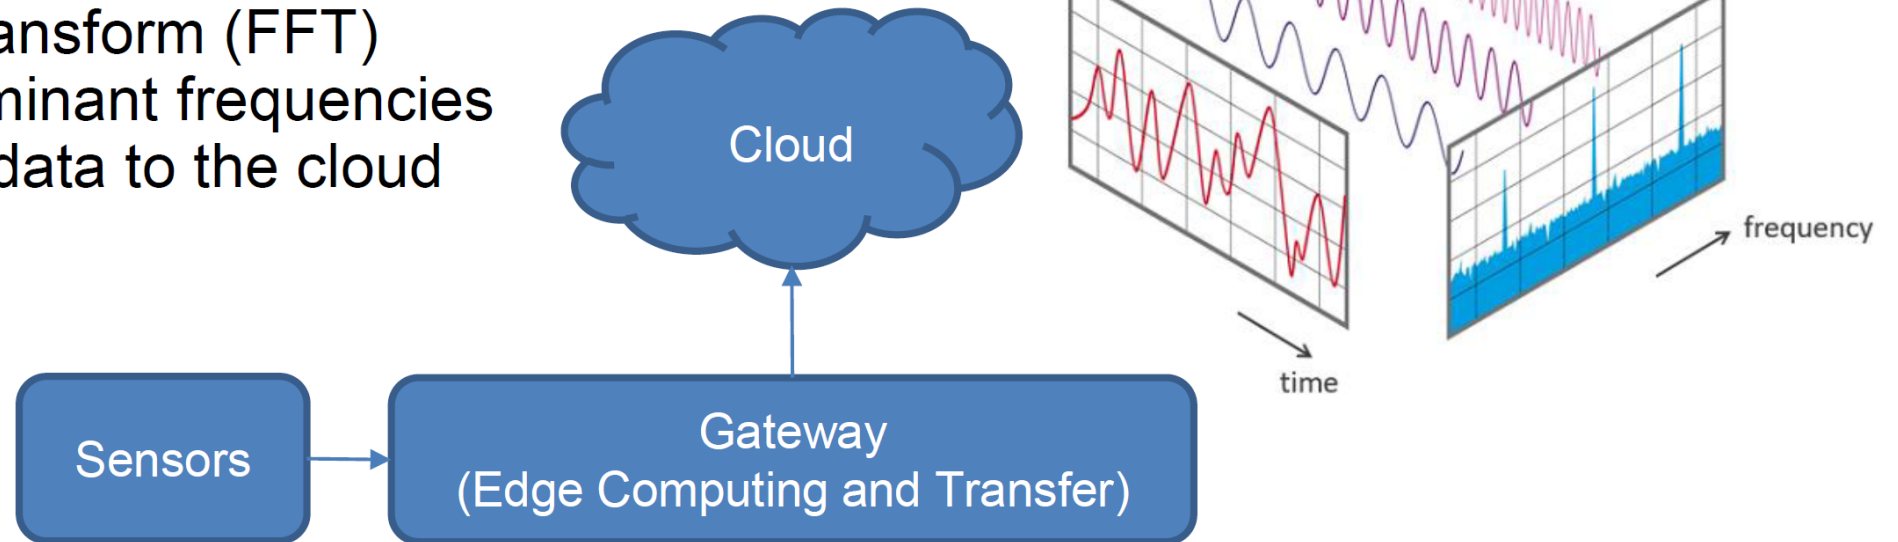 ansform (FFT)
minant frequencies
data to the cloud
Cloud
frequency
time
Sensors
Gateway
(Edge Computing and Transfer)